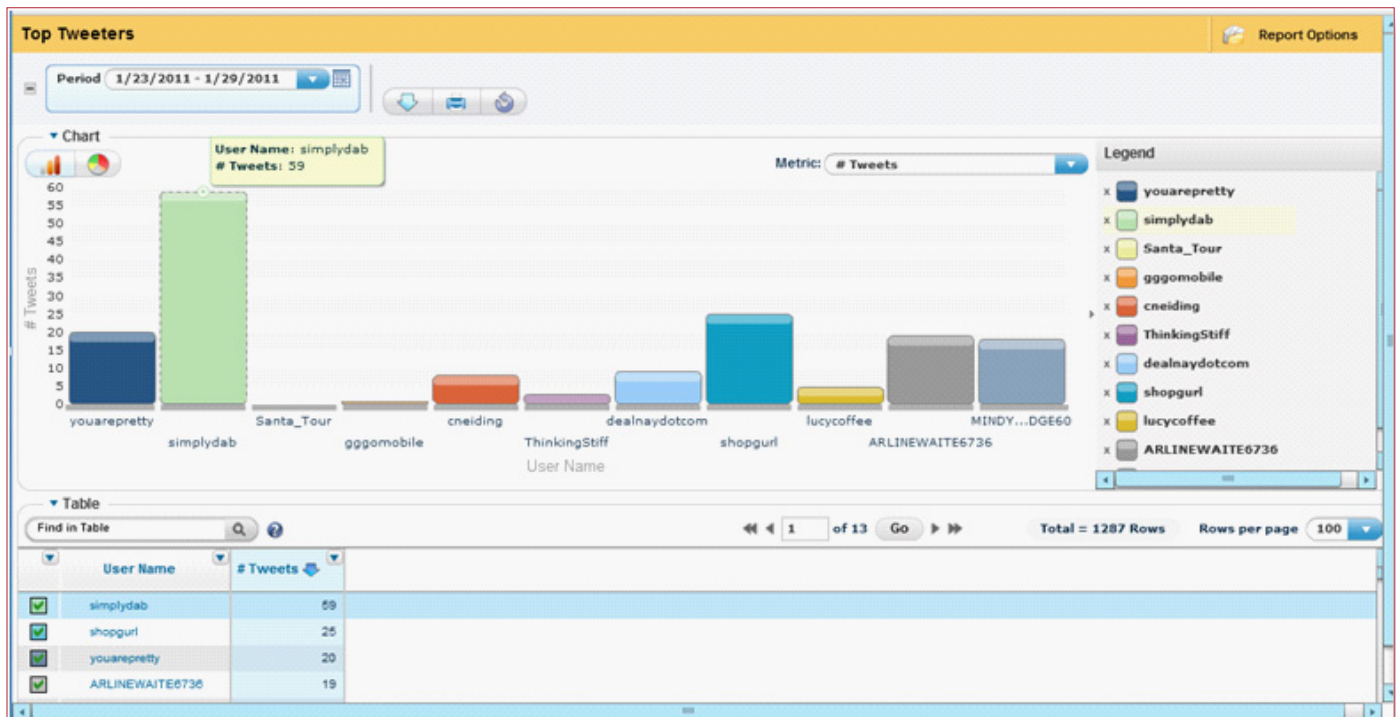 Top Tweeters
Report Options
Period 1/23/2011 - 1/29/2011
Chart
User Name: simplydab
# Tweets: 59
Metric: # Tweets
60
55
50
45
40
35
30
25
20
15
10
5
0
# Tweets
youarepretty
simplydab
Santa_Tour
gggomobile
cneiding
ThinkingStiff
dealnaydotcom
shopgurl
lucycoffee
ARLINEWAITE6736
MINDY...DGE60
User Name
Legend
x youarepretty
x simplydab
x Santa_Tour
x gggomobile
x cneiding
x ThinkingStiff
x dealnaydotcom
x shopgurl
x lucycoffee
x ARLINEWAITE6736
Table
Find in Table
1 of 13 Go
Total = 1287 Rows
Rows per page 100
User Name # Tweets
simplydab 59
shopgurl 25
youarepretty 20
ARLINEWAITE6736 19